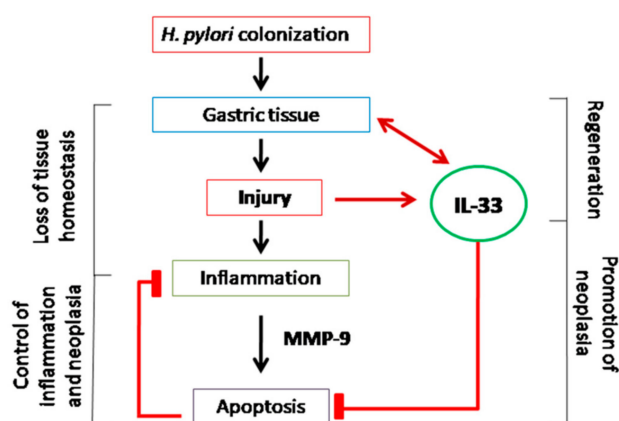 H. pylori colonization
Gastric tissue
Injury
IL-33
Inflammation
MMP-9
Apoptosis
Loss of tissue
homeostasis
Control of
inflammation
and neoplasia
Regeneration
Promotion of
neoplasia